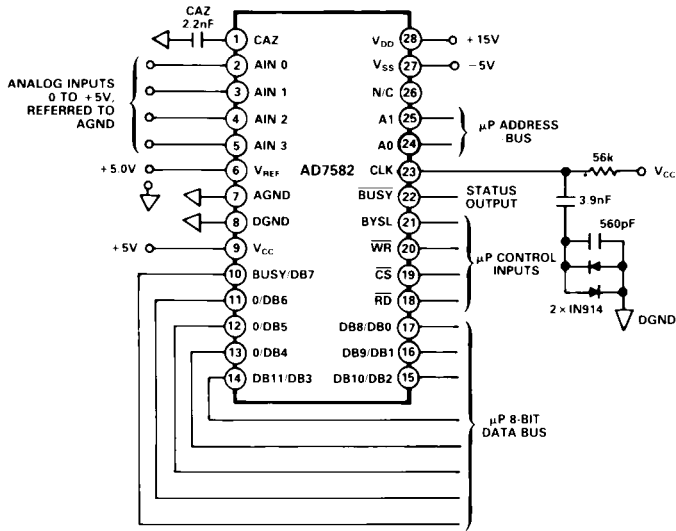 CAZ
2.2nF
1 CAZ
2 AIN 0
3 AIN 1
4 AIN 2
5 AIN 3
6 VREF
7 AGND
8 DGND
9 VCC
10 BUSY/DB7
11 0/DB6
12 0/DB5
13 0/DB4
14 DB11/DB3
ANALOG INPUTS
0 TO +5V,
REFERRED TO
AGND
+5.0V
+5V
AD7582
VDD 28 +15V
VSS 27 -5V
N/C 26
A1 25
A0 24
CLK 23
BUSY 22
BYSL 21
WR 20
CS 19
RD 18
DB8/DB0 17
DB9/DB1 16
DB10/DB2 15
μP ADDRESS
BUS
STATUS
OUTPUT
μP CONTROL
INPUTS
μP 8-BIT
DATA BUS
56k
VCC
3.9nF
560pF
2 × IN914
DGND